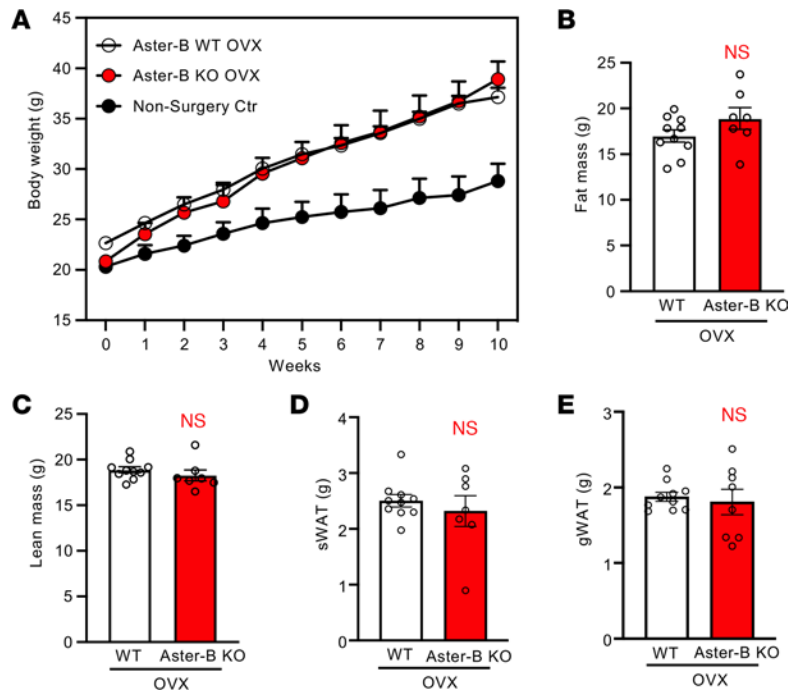 A
Body weight (g)
45
40
35
30
25
20
15
Aster-B WT OVX
Aster-B KO OVX
Non-Surgery Ctr
0 1 2 3 4 5 6 7 8 9 10
Weeks
B
NS
Fat mass (g)
25
20
15
10
5
0
WT Aster-B KO
OVX
C
NS
Lean mass (g)
25
20
15
10
5
0
WT Aster-B KO
OVX
D
NS
sWAT (g)
4
3
2
1
0
WT Aster-B KO
OVX
E
NS
gWAT (g)
3
2
1
0
WT Aster-B KO
OVX